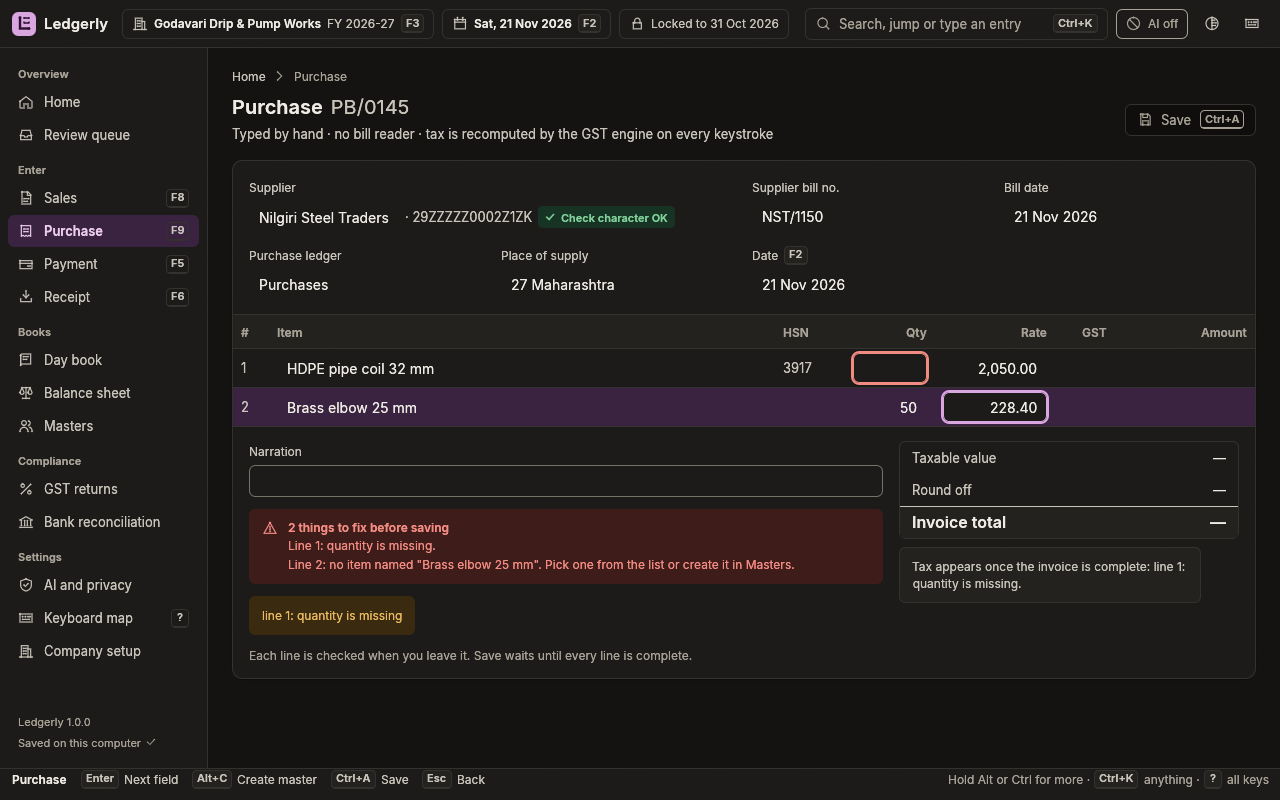 Ledgerly
Godavari Drip & Pump Works FY 2026-27 F3
Sat, 21 Nov 2026 F2
Locked to 31 Oct 2026
Search, jump or type an entry Ctrl+K
AI off
Overview
Home
Review queue
Enter
Sales F8
Purchase F9
Payment F5
Receipt F6
Books
Day book
Balance sheet
Masters
Compliance
GST returns
Bank reconciliation
Settings
AI and privacy
Keyboard map ?
Company setup
Ledgerly 1.0.0
Saved on this computer
Home Purchase
Purchase PB/0145
Typed by hand · no bill reader · tax is recomputed by the GST engine on every keystroke
Save Ctrl+A
Supplier Supplier bill no. Bill date
Nilgiri Steel Traders · 29ZZZZZ0002Z1ZK Check character OK NST/1150 21 Nov 2026
Purchase ledger Place of supply Date F2
Purchases 27 Maharashtra 21 Nov 2026
# Item HSN Qty Rate GST Amount
1 HDPE pipe coil 32 mm 3917 2,050.00
2 Brass elbow 25 mm 50 228.40
Narration
2 things to fix before saving
Line 1: quantity is missing.
Line 2: no item named "Brass elbow 25 mm". Pick one from the list or create it in Masters.
line 1: quantity is missing
Each line is checked when you leave it. Save waits until every line is complete.
Taxable value —
Round off —
Invoice total —
Tax appears once the invoice is complete: line 1:
quantity is missing.
Purchase Enter Next field Alt+C Create master Ctrl+A Save Esc Back
Hold Alt or Ctrl for more · Ctrl+K anything · ? all keys